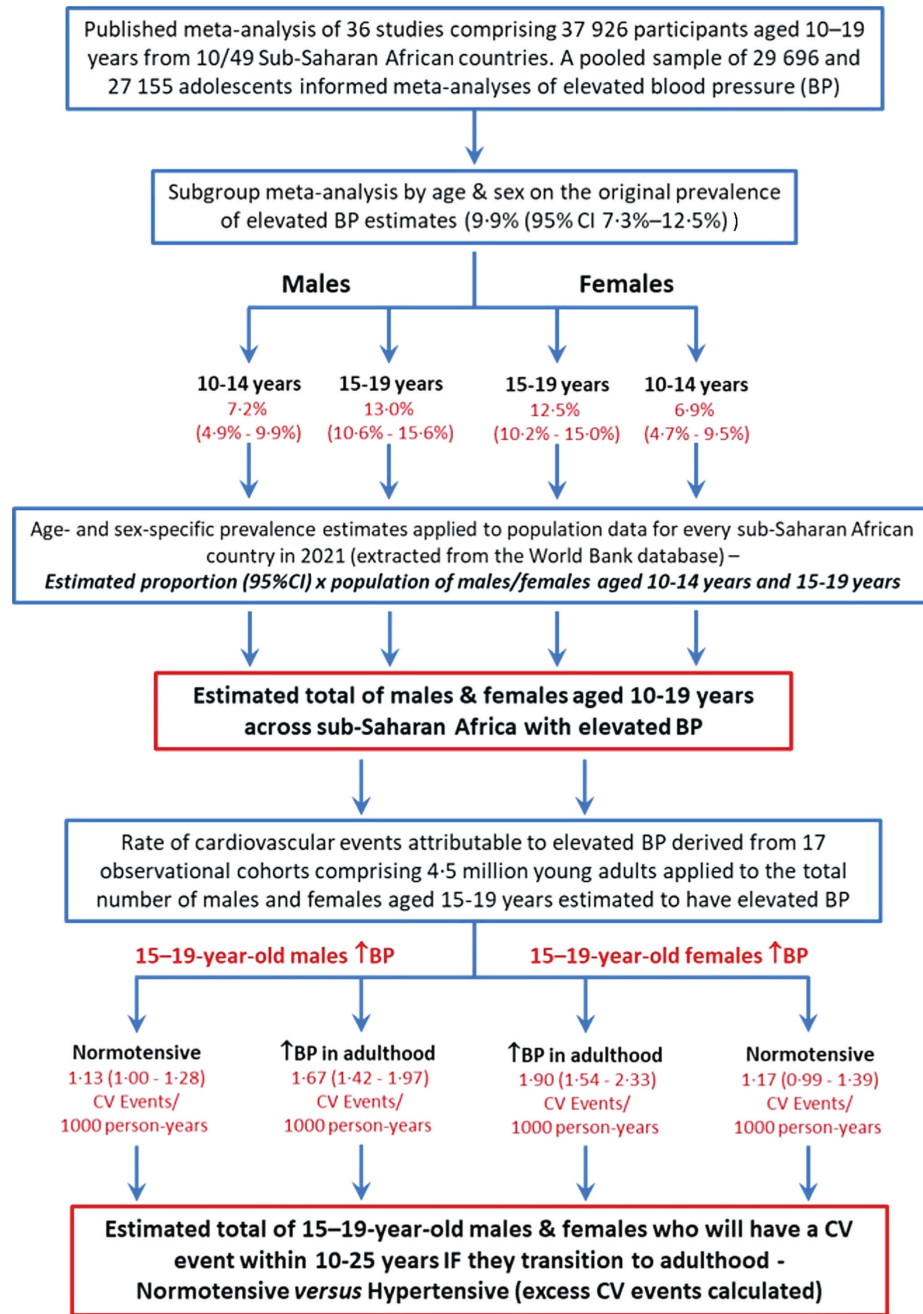 Published meta-analysis of 36 studies comprising 37 926 participants aged 10–19
years from 10/49 Sub-Saharan African countries. A pooled sample of 29 696 and
27 155 adolescents informed meta-analyses of elevated blood pressure (BP)
Subgroup meta-analysis by age & sex on the original prevalence
of elevated BP estimates (9·9% (95% CI 7·3%–12·5%) )
Males
Females
10-14 years
7·2%
(4·9% - 9·9%)
15-19 years
13·0%
(10·6% - 15·6%)
15-19 years
12·5%
(10·2% - 15·0%)
10-14 years
6·9%
(4·7% - 9·5%)
Age- and sex-specific prevalence estimates applied to population data for every sub-Saharan African
country in 2021 (extracted from the World Bank database) –
Estimated proportion (95%CI) x population of males/females aged 10-14 years and 15-19 years
Estimated total of males & females aged 10-19 years
across sub-Saharan Africa with elevated BP
Rate of cardiovascular events attributable to elevated BP derived from 17
observational cohorts comprising 4·5 million young adults applied to the total
number of males and females aged 15-19 years estimated to have elevated BP
15–19-year-old males ↑BP
15–19-year-old females ↑BP
Normotensive
1·13 (1·00 - 1·28)
CV Events/
1000 person-years
↑BP in adulthood
1·67 (1·42 - 1·97)
CV Events/
1000 person-years
↑BP in adulthood
1·90 (1·54 - 2·33)
CV Events/
1000 person-years
Normotensive
1·17 (0·99 - 1·39)
CV Events/
1000 person-years
Estimated total of 15–19-year-old males & females who will have a CV
event within 10-25 years IF they transition to adulthood -
Normotensive versus Hypertensive (excess CV events calculated)